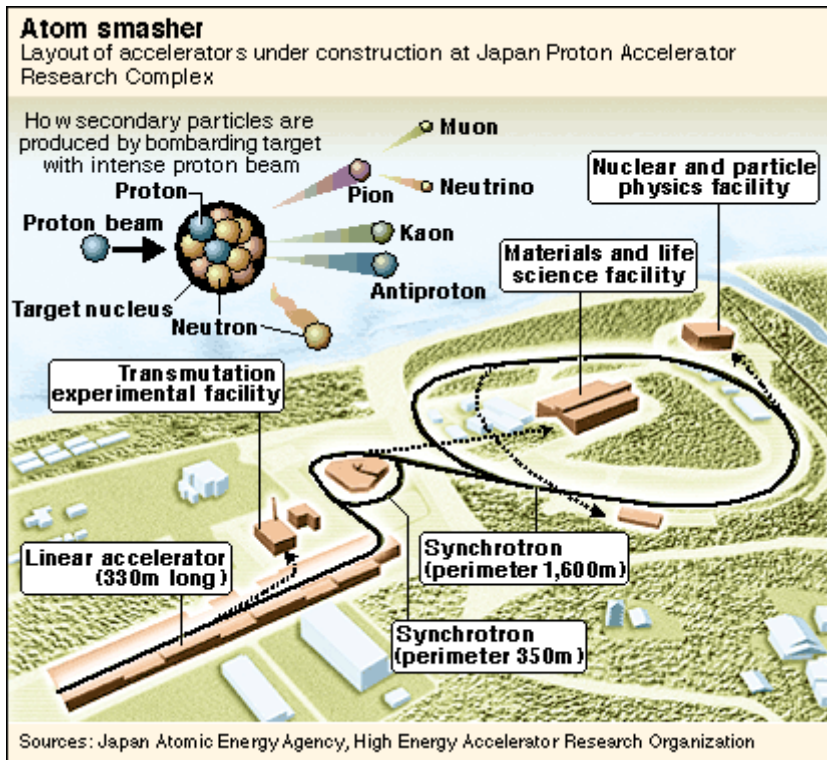 Atom smasher
Layout of accelerators under construction at Japan Proton Accelerator
Research Complex
How secondary particles are
produced by bombarding target
with intense proton beam
Proton
Proton beam
Target nucleus
Neutron
Pion
Muon
Neutrino
Kaon
Antiproton
Nuclear and particle
physics facility
Materials and life
science facility
Transmutation
experimental facility
Linear accelerator
(330m long)
Synchrotron
(perimeter 1,600m)
Synchrotron
(perimeter 350m)
Sources: Japan Atomic Energy Agency, High Energy Accelerator Research Organization